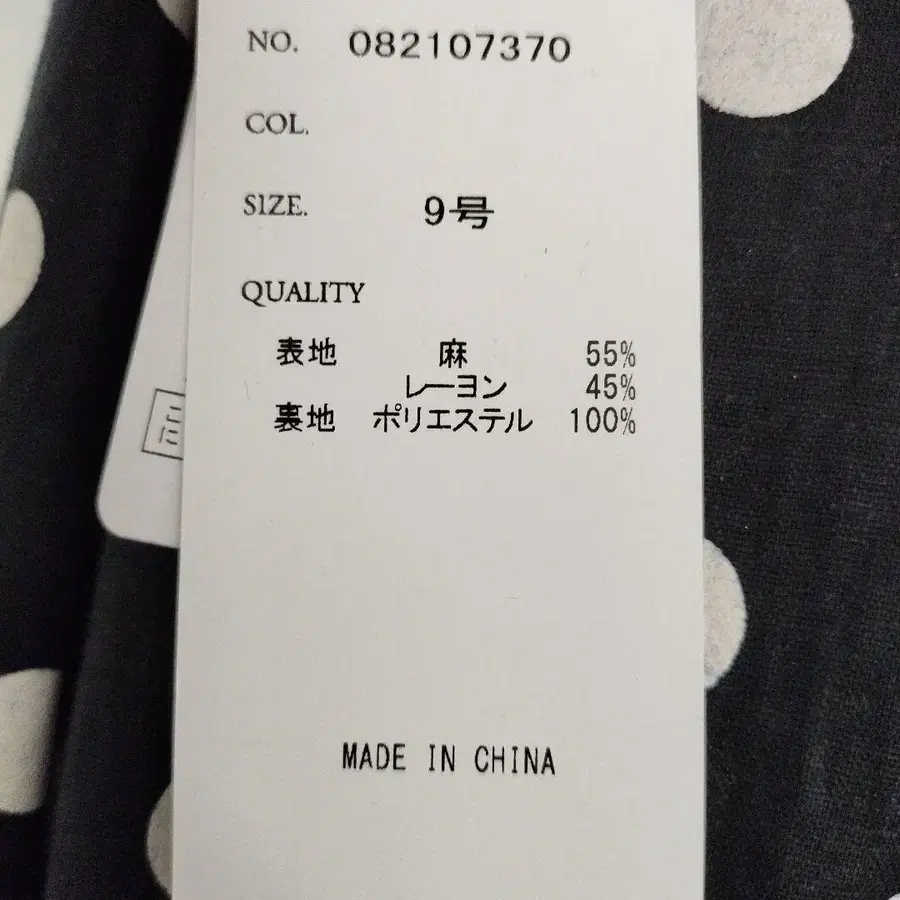 NO. 082107370
COL.
SIZE. 9号
QUALITY
表地 麻 55%
レーヨン 45%
裏地 ポリエステル 100%
MADE IN CHINA